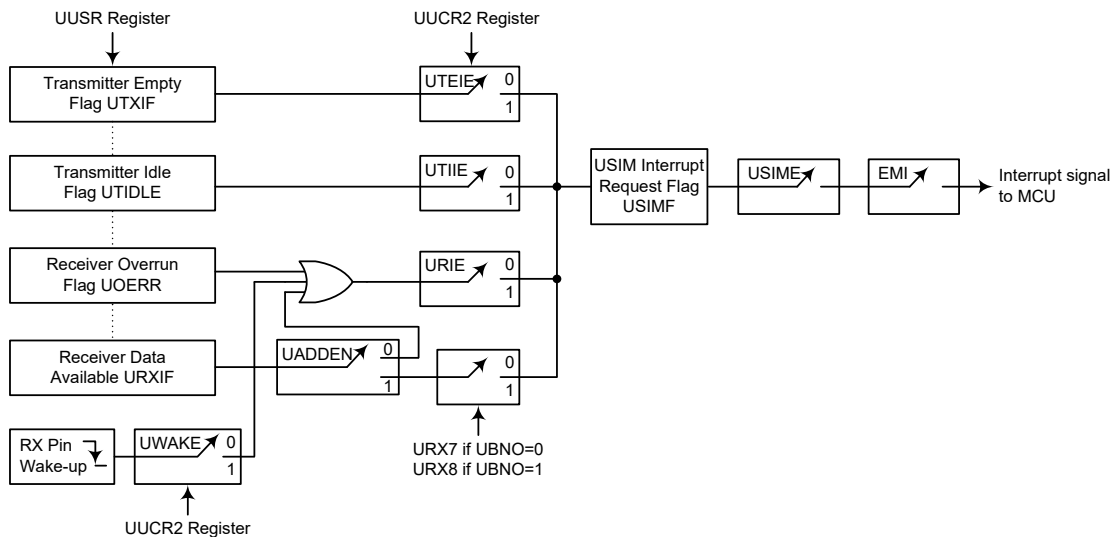 UUSR Register
UUCR2 Register
Transmitter Empty
Flag UTXIF
UTEIE
0
1
Transmitter Idle
Flag UTIDLE
UTIIE
0
1
USIM Interrupt
Request Flag
USIMF
USIME
EMI
Interrupt signal
to MCU
Receiver Overrun
Flag UOERR
URIE
0
1
Receiver Data
Available URXIF
UADDEN
0
1
0
1
RX Pin
Wake-up
UWAKE
0
1
URX7 if UBNO=0
URX8 if UBNO=1
UUCR2 Register